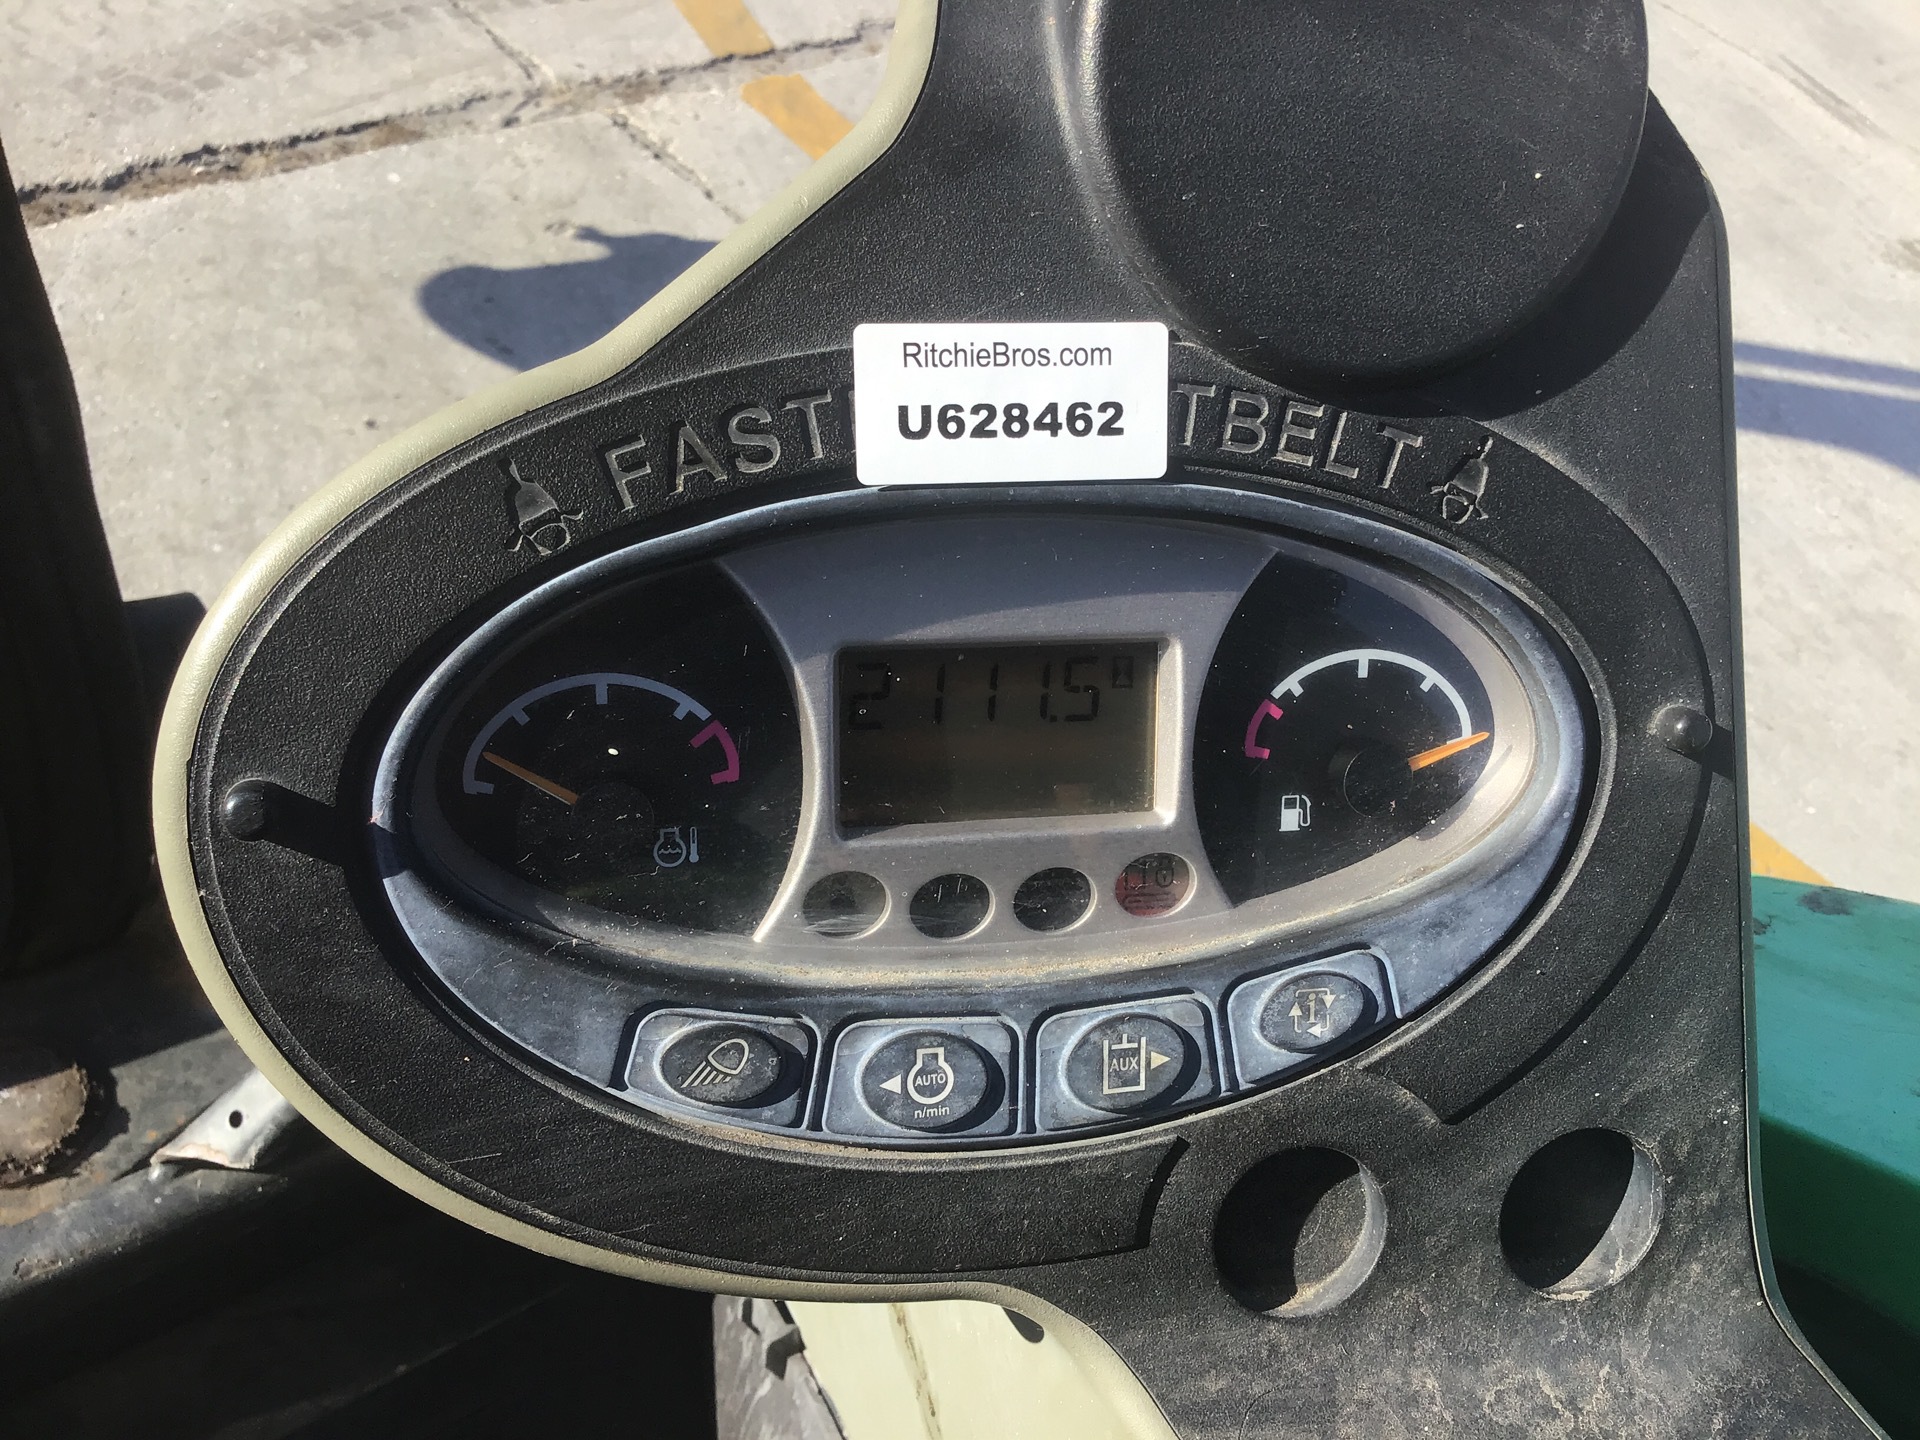 RitchieBros.com
U628462
FAST TBELT
2111.5
AUTO
n/min
AUX
i